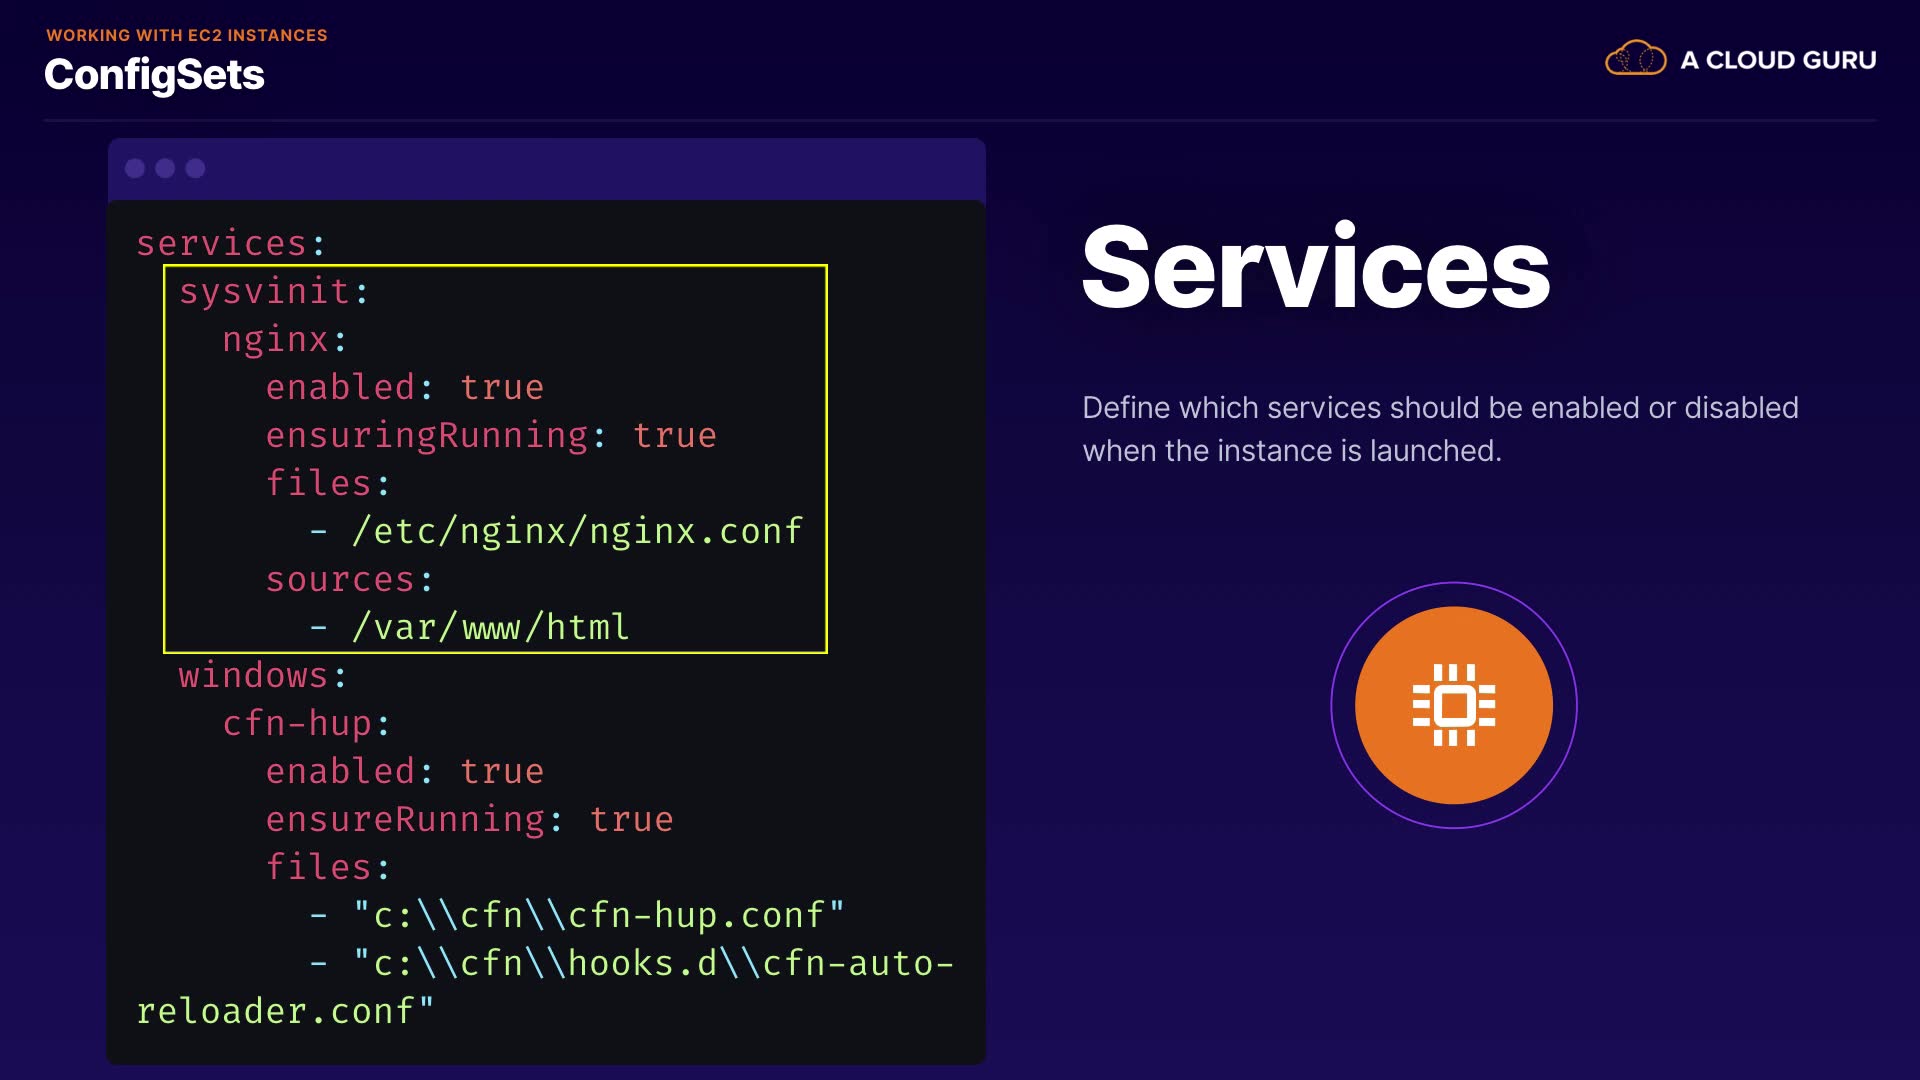 WORKING WITH EC2 INSTANCES
ConfigSets
A CLOUD GURU
services:
  sysvinit:
    nginx:
      enabled: true
      ensuringRunning: true
      files:
        - /etc/nginx/nginx.conf
      sources:
        - /var/www/html
  windows:
    cfn-hup:
      enabled: true
      ensureRunning: true
      files:
        - "c:\\cfn\\cfn-hup.conf"
        - "c:\\cfn\\hooks.d\\cfn-auto-
reloader.conf"
Services
Define which services should be enabled or disabled
when the instance is launched.